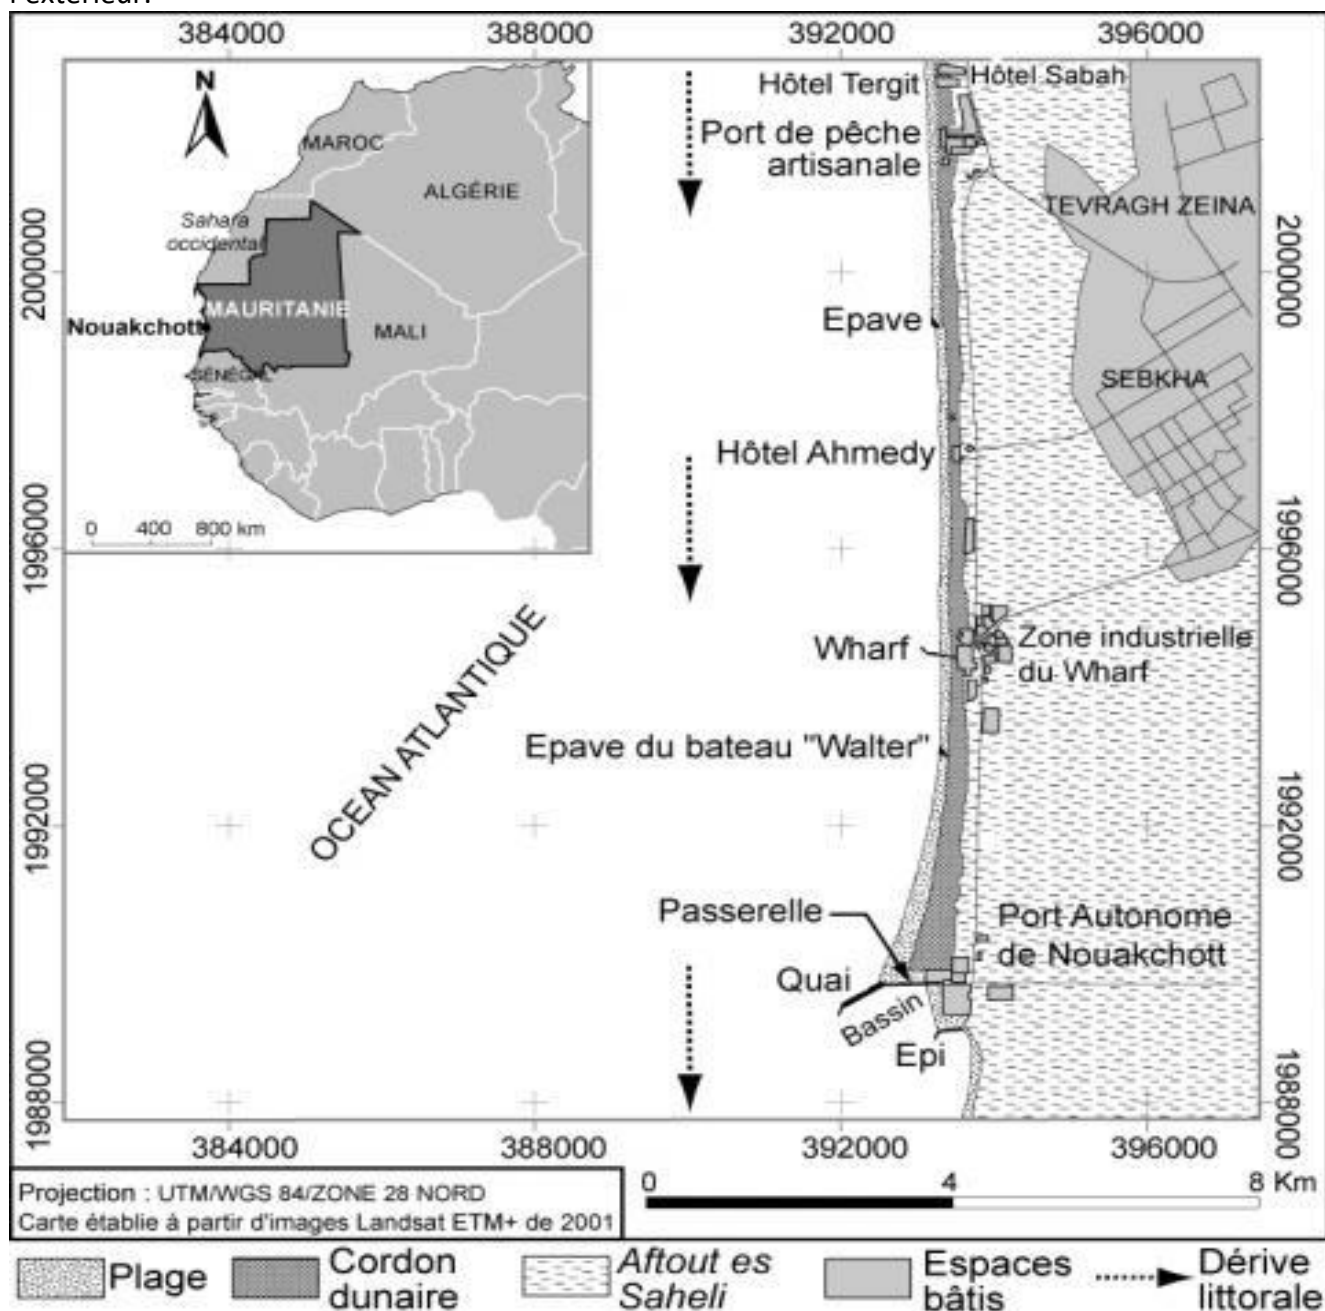 l'extérieur.
384000 388000 392000 396000
N
MAROC
ALGÉRIE
Sahara
occidental
MAURITANIE
Nouakchott
MALI
SÉNÉGAL
0 400 800 km
Hôtel Tergit
Hôtel Sabah
Port de pêche
artisanale
TEVRAGH ZEINA
2000000
2000000
Epave
SEBKHA
Hôtel Ahmedy
1996000
1996000
Wharf
Zone industrielle
du Wharf
OCEAN ATLANTIQUE
Epave du bateau "Walter"
1992000
1992000
Passerelle
Port Autonome
de Nouakchott
Quai
Bassin
Epi
1988000
1988000
384000 388000 392000 396000
Projection : UTM/WGS 84/ZONE 28 NORD
Carte établie à partir d'images Landsat ETM+ de 2001
0 4 8 Km
Plage
Cordon
dunaire
Aftout es
Saheli
Espaces
bâtis
Dérive
littorale